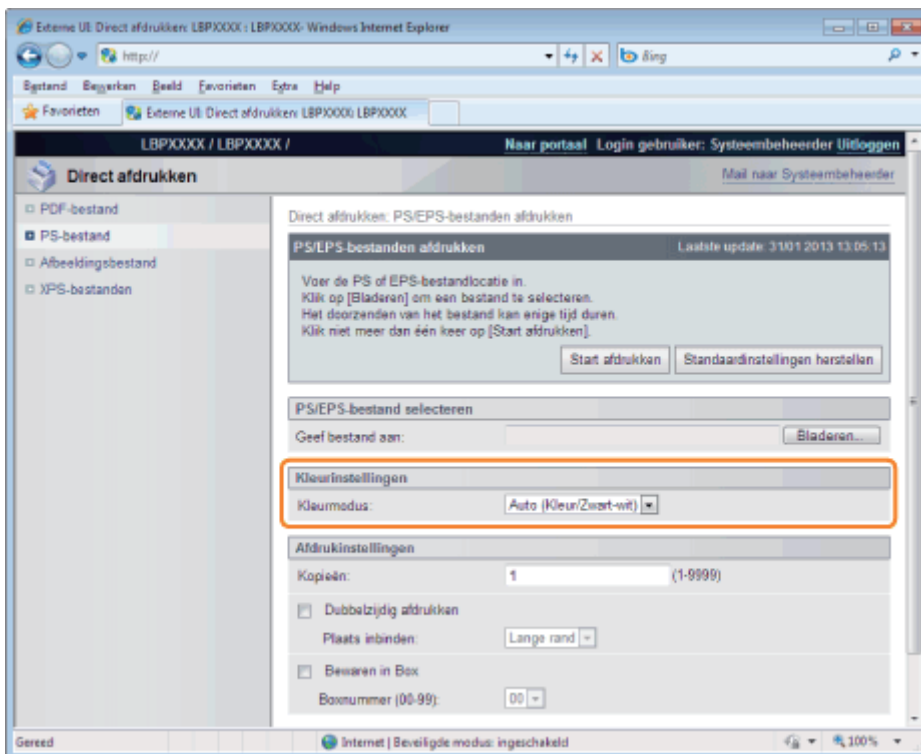 Externe UI: Direct afdrukken: LBPXXXX : LBPXXXX- Windows Internet Explorer
http://
Bing
Bestand Bewerken Beeld Favorieten Extra Help
Favorieten Externe UI: Direct afdrukken: LBPXXXX: LBPXXXX
LBPXXXX / LBPXXXX / Naar portaal Login gebruiker: Systeembeheerder Uitloggen
Direct afdrukken Mail naar Systeembeheerder
PDF-bestand
PS-bestand
Afbeeldingsbestand
XPS-bestanden
Direct afdrukken: PS/EPS-bestanden afdrukken
PS/EPS-bestanden afdrukken Laatste update: 31/01 2013 13:05:13
Voer de PS of EPS-bestandlocatie in.
Klik op [Bladeren] om een bestand te selecteren.
Het doorzenden van het bestand kan enige tijd duren.
Klik niet meer dan één keer op [Start afdrukken].
Start afdrukken Standaardinstellingen herstellen
PS/EPS-bestand selecteren
Geef bestand aan: Bladeren...
Kleurinstellingen
Kleurmodus: Auto (Kleur/Zwart-wit)
Afdrukinstellingen
Kopieën: 1 (1-9999)
Dubbelzijdig afdrukken
Plaats inbinden: Lange rand
Bewaren in Box
Boxnummer (00-99): 00
Gereed Internet | Beveiligde modus: ingeschakeld 100%